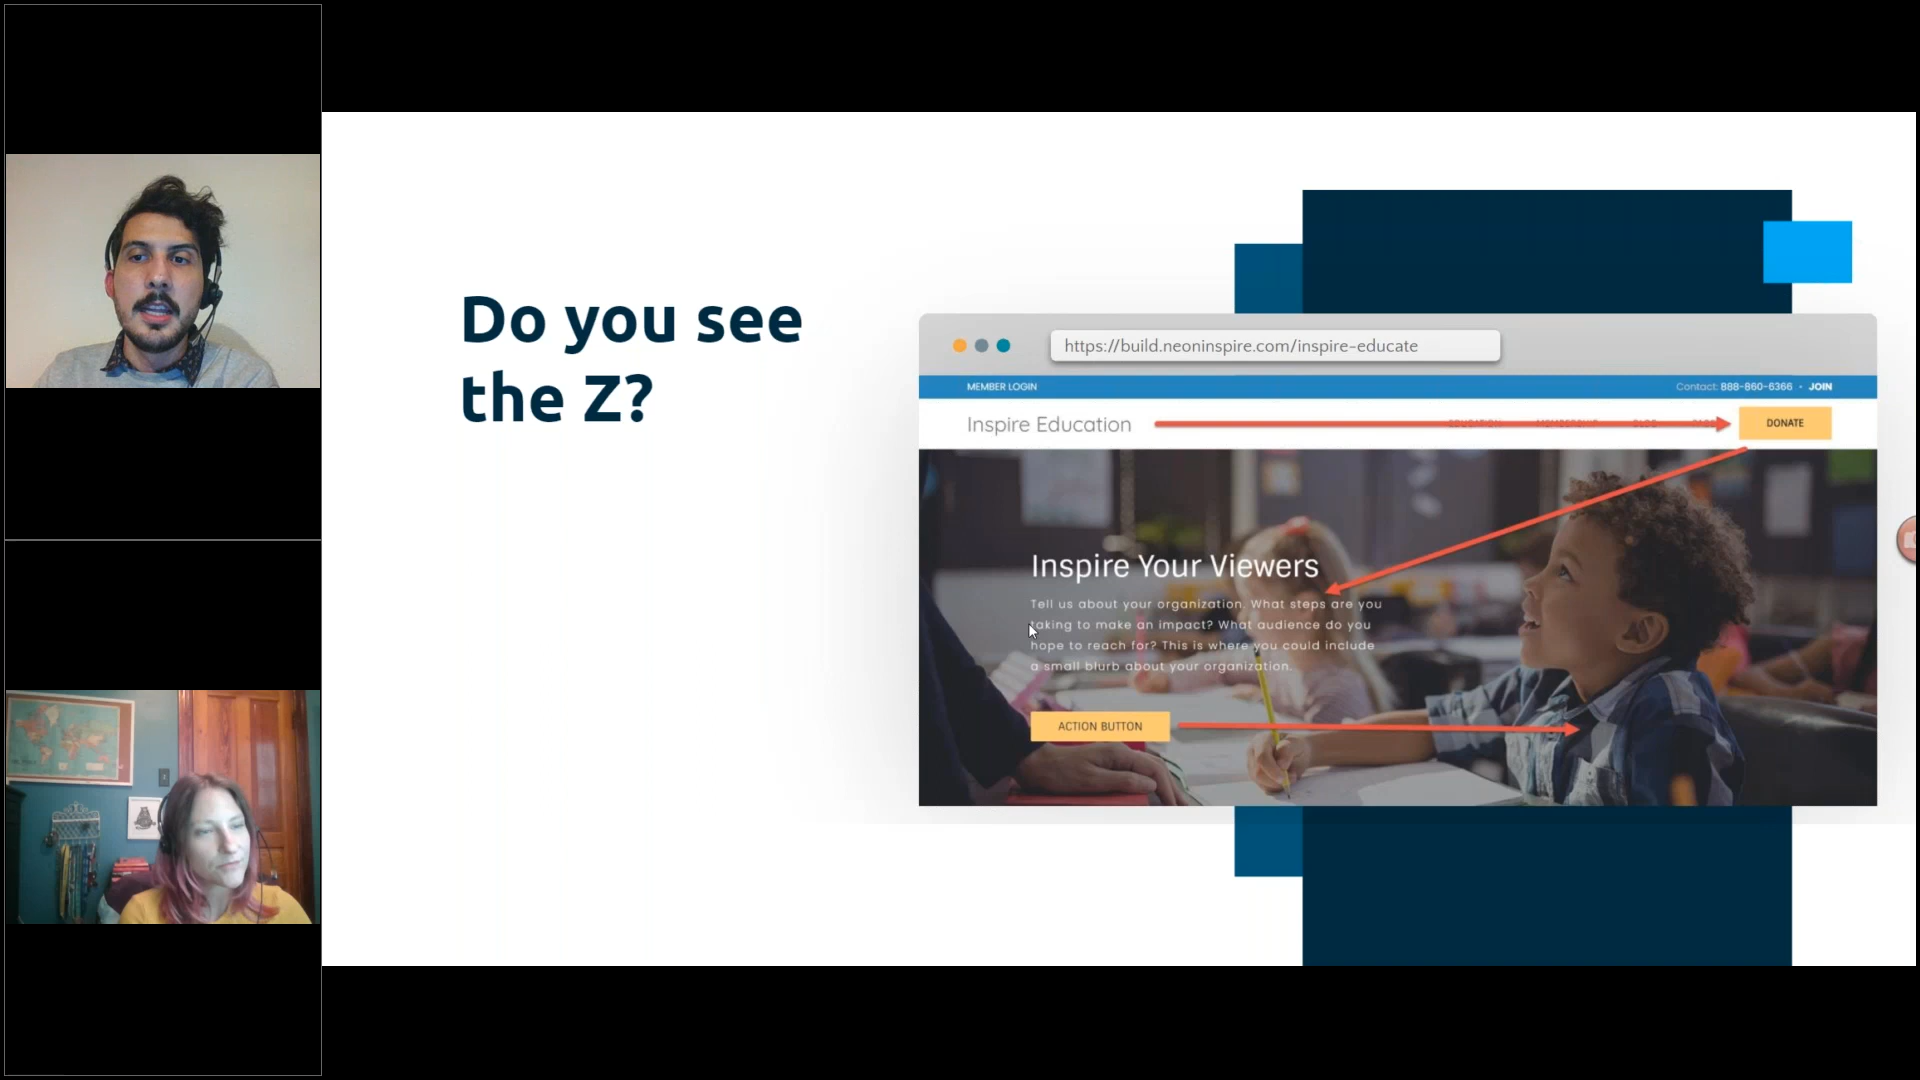 Do you see
the Z?
https://build.neoninspire.com/inspire-educate
MEMBER LOGIN
Contact: 888-860-6366 • JOIN
Inspire Education
EDUCATION MEMBERSHIP BLOG
DONATE
Inspire Your Viewers
Tell us about your organization. What steps are you
taking to make an impact? What audience do you
hope to reach for? This is where you could include
a small blurb about your organization.
ACTION BUTTON